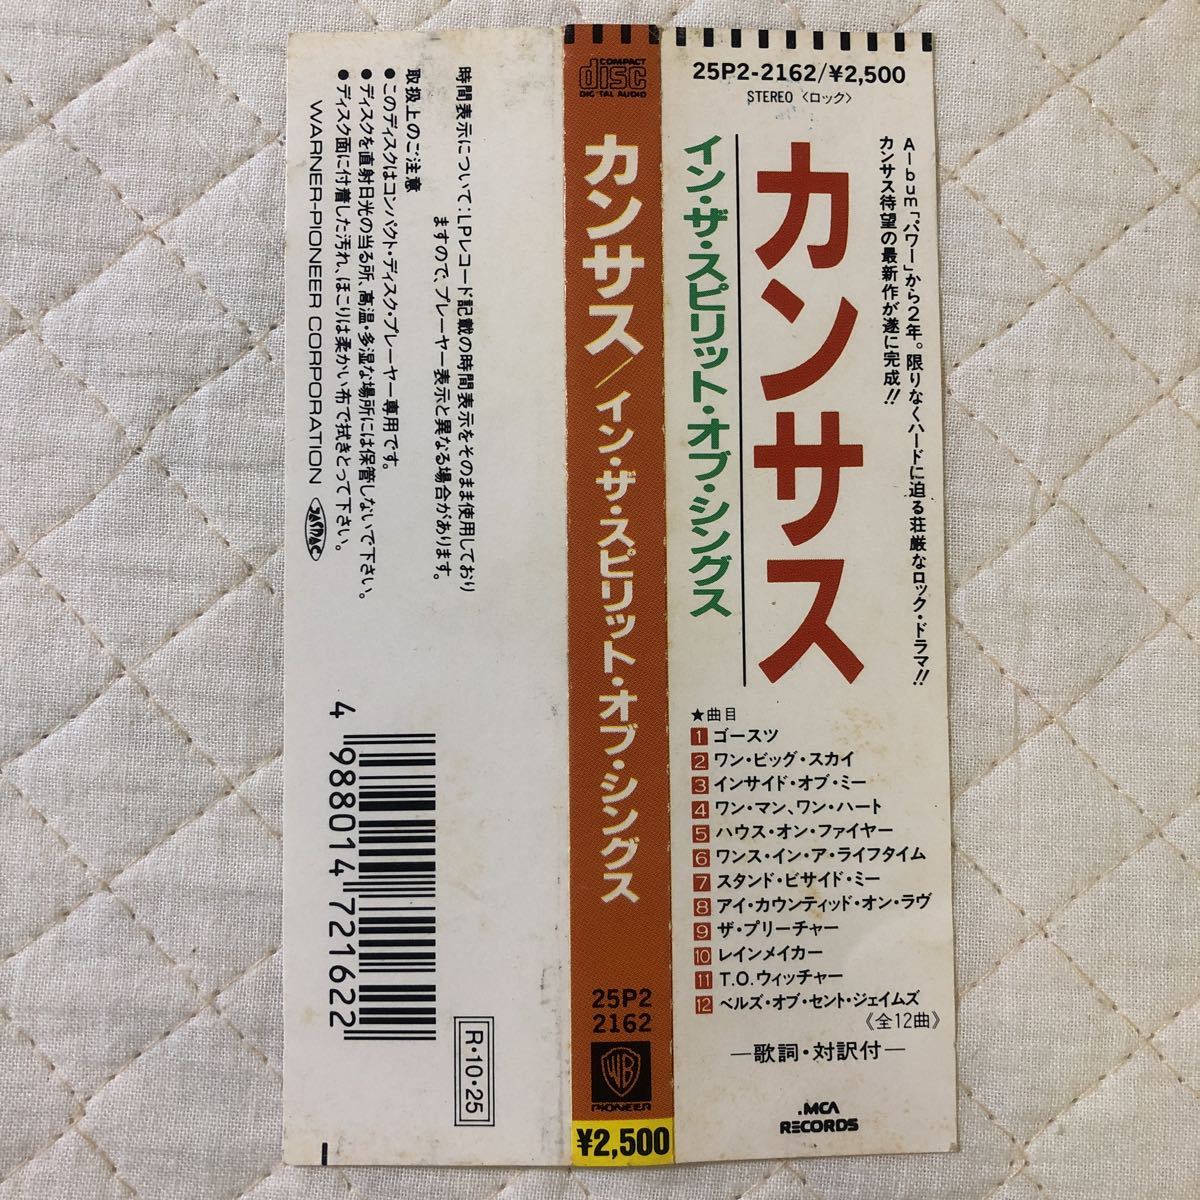 25P2-2162/¥2,500
STEREO〈ロック〉
Album「パワー」から2年。限りなくハードに迫る荘厳なロック・ドラマ!!
カンサス待望の最新作が遂に完成!!
カンサス
イン・ザ・スピリット・オブ・シングス
★曲目
1 ゴースツ
2 ワン・ビッグ・スカイ
3 インサイド・オブ・ミー
4 ワン・マン、ワン・ハート
5 ハウス・オン・ファイヤー
6 ワンス・イン・ア・ライフタイム
7 スタンド・ビサイド・ミー
8 アイ・カウンティッド・オン・ラヴ
9 ザ・プリーチャー
10 レインメイカー
11 T.O.ウィッチャー
12 ベルズ・オブ・セント・ジェイムズ
《全12曲》
—歌詞・対訳付—
.MCA
RECORDS
COMPACT
disc
DIGITAL AUDIO
カンサス/イン・ザ・スピリット・オブ・シングス
25P2
2162
WB
PIONEER
¥2,500
時間表示について:LPレコード記載の時間表示をそのまま使用しており
ますので、プレーヤー表示と異なる場合があります。
取扱上のご注意
●このディスクはコンパクト・ディスク・プレーヤー専用です。
●ディスクを直射日光の当る所、高温・多湿な場所には保管しないで下さい。
●ディスク面に付着した汚れ、ほこりは柔かい布で拭きとって下さい。
WARNER-PIONEER CORPORATION
JASRAC
4 988014 721622
R・10・25